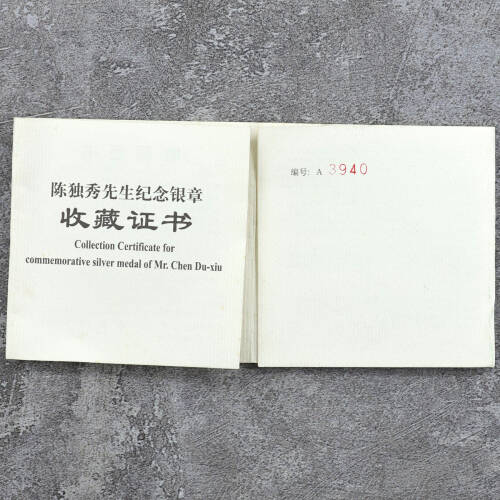 陈独秀先生纪念银章
收藏证书
Collection Certificate for
commemorative silver medal of Mr. Chen Du-xiu
编号: A 3940